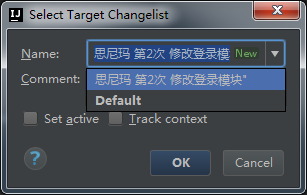 IJ Select Target Changelist
Name: 思尼玛 第2次 修改登录模 New
Comment: 思尼玛 第2次 修改登录模块"
Default
Set active Track context
? OK Cancel